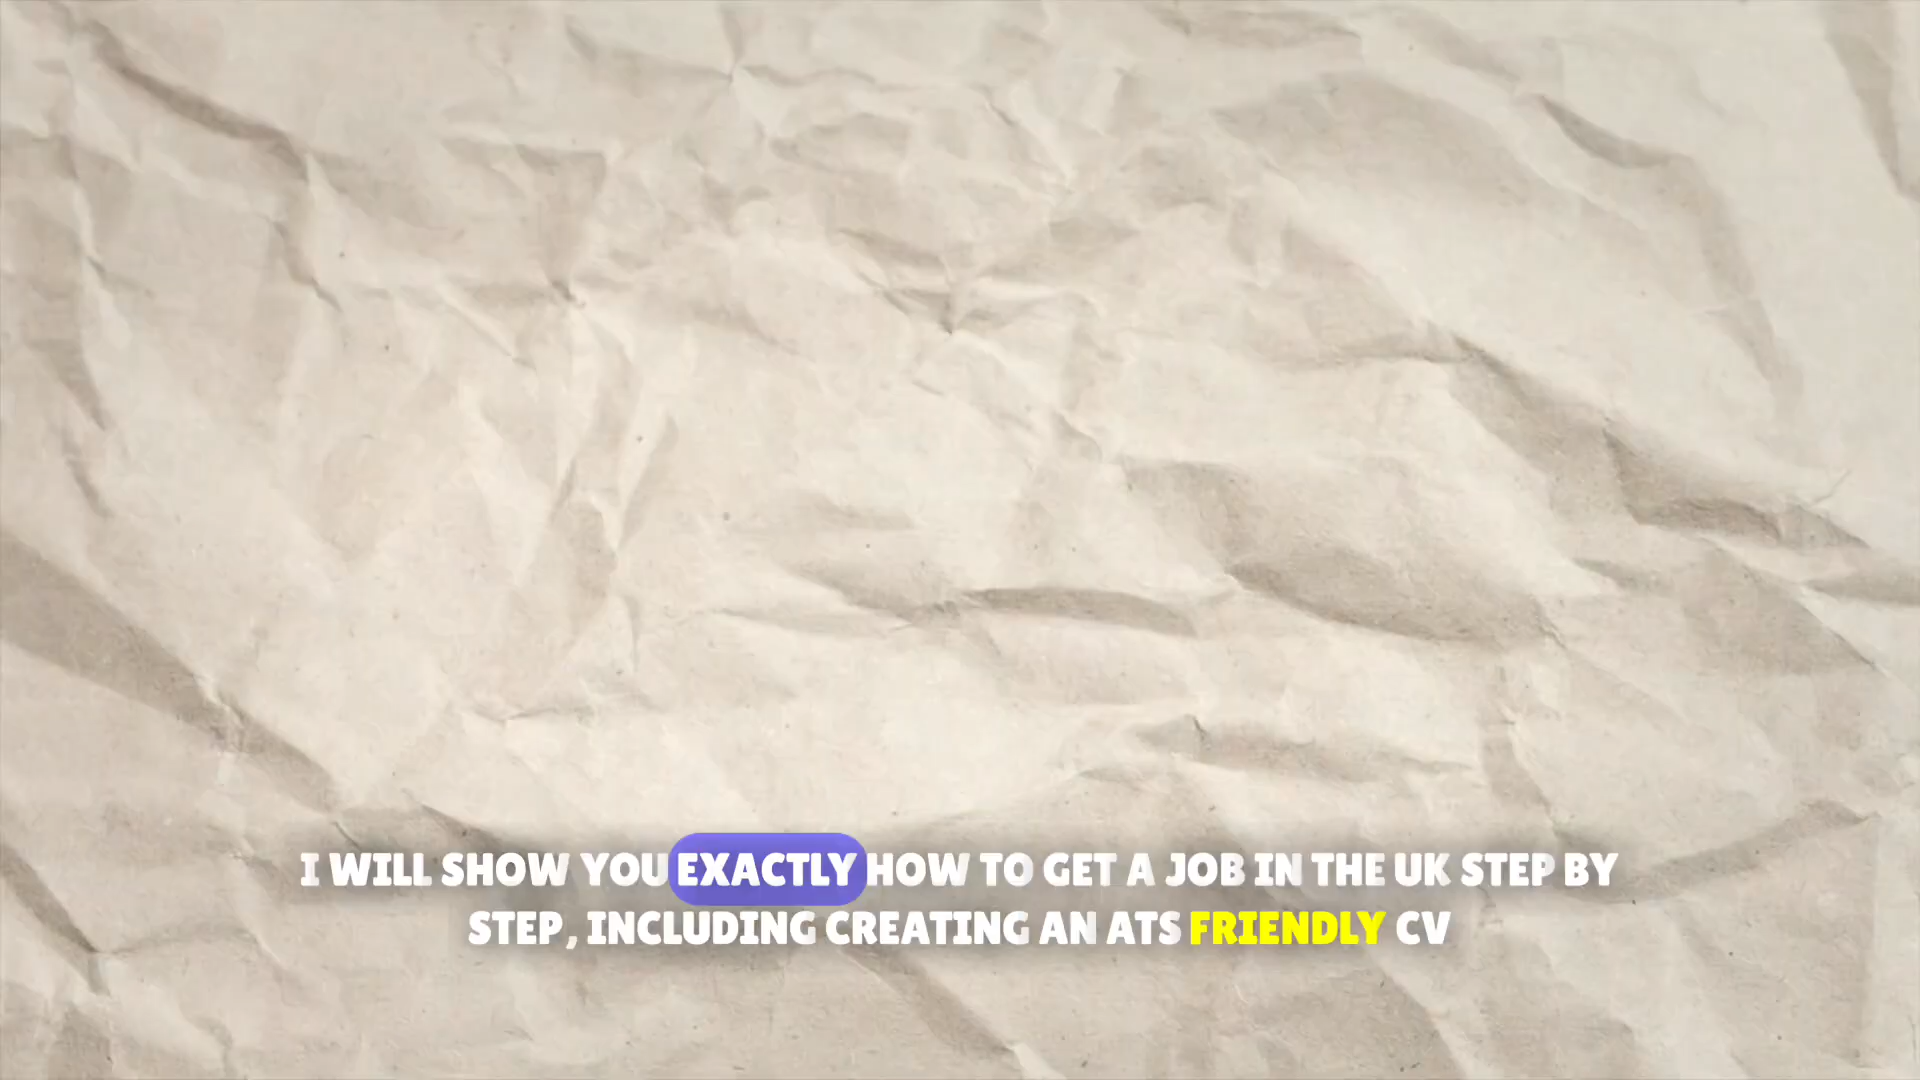 I WILL SHOW YOU EXACTLY HOW TO GET A JOB IN THE UK STEP BY
STEP, INCLUDING CREATING AN ATS FRIENDLY CV